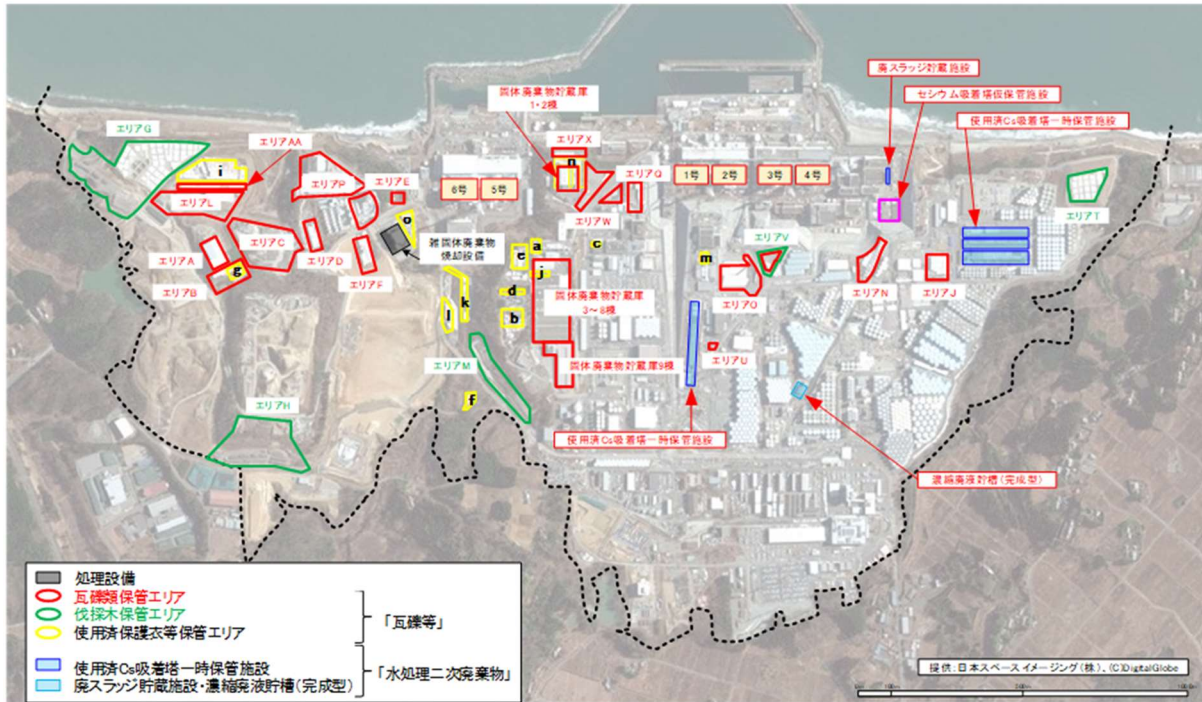 廃スラッジ貯蔵施設
セシウム吸着塔仮保管施設
使用済Cs吸着塔一時保管施設
固体廃棄物貯蔵庫
1・2棟
エリアG
エリアAA
エリアX
i
エリアP
エリアE
n
エリアQ
6号
5号
1号
2号
3号
4号
エリアT
エリアL
エリアW
o
雑固体廃棄物
焼却設備
エリアC
エリアA
g
エリアB
エリアD
エリアF
a
e
c
j
m
エリアV
k
d
固体廃棄物貯蔵庫
3~8棟
エリアO
エリアN
エリアJ
l
b
エリアM
固体廃棄物貯蔵庫9棟
エリアU
f
エリアH
使用済Cs吸着塔一時保管施設
濃縮廃液貯槽(完成型)
処理設備
瓦礫類保管エリア
伐採木保管エリア
使用済保護衣等保管エリア
「瓦礫等」
使用済Cs吸着塔一時保管施設
廃スラッジ貯蔵施設・濃縮廃液貯槽(完成型)
「水処理二次廃棄物」
提供:日本スペースイメージング(株)、(C)DigitalGlobe